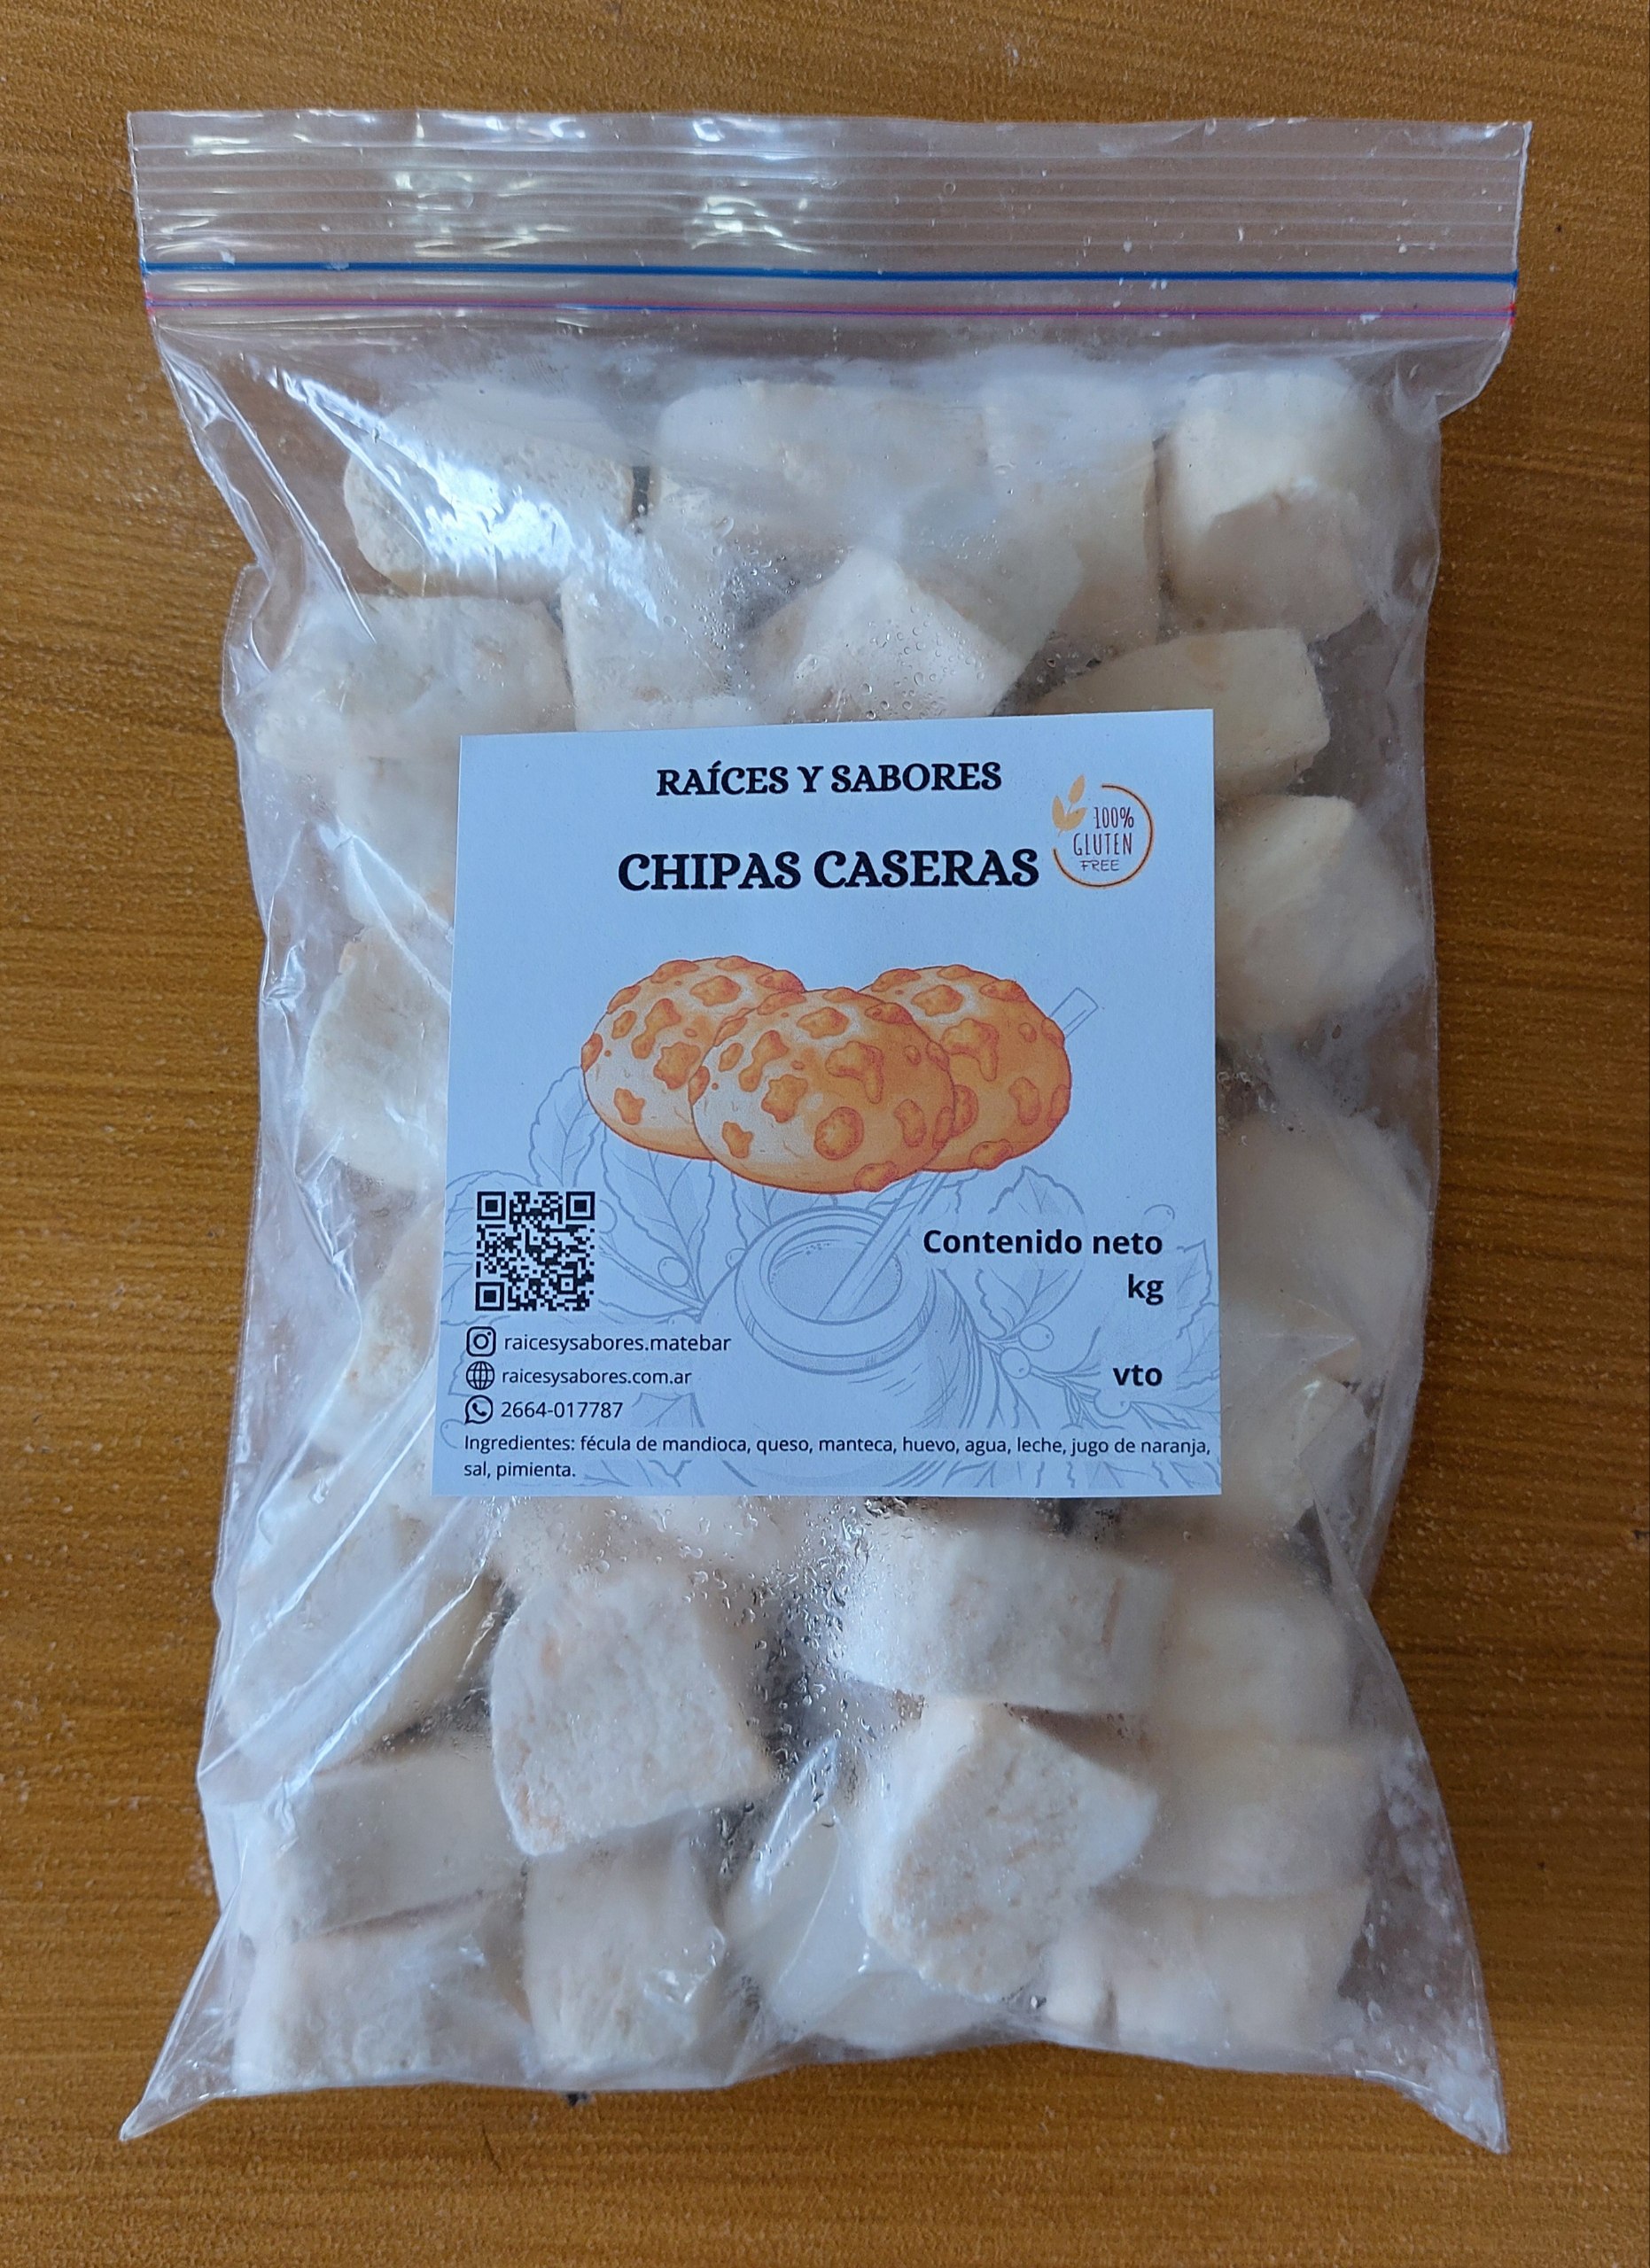 RAÍCES Y SABORES
100%
GLUTEN
FREE
CHIPAS CASERAS
Contenido neto
kg
vto
raicesysabores.matebar
raicesysabores.com.ar
2664-017787
Ingredientes: fécula de mandioca, queso, manteca, huevo, agua, leche, jugo de naranja,
sal, pimienta.